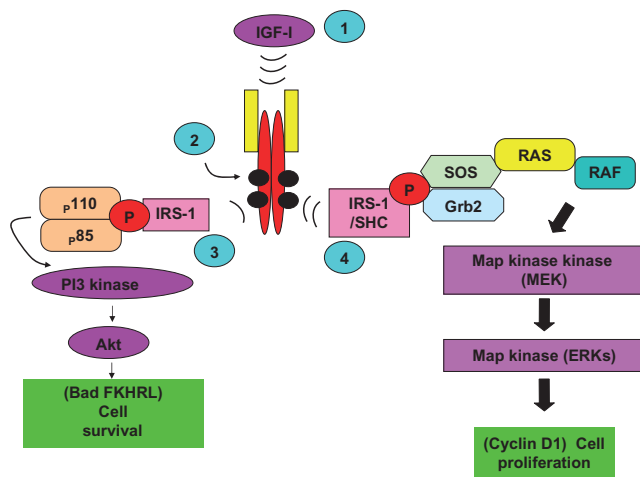 IGF-I
1
2
RAS
SOS
RAF
P
Grb2
IRS-1
/SHC
P110
P85
P
IRS-1
3
4
PI3 kinase
Akt
(Bad FKHRL)
Cell
survival
Map kinase kinase
(MEK)
Map kinase (ERKs)
(Cyclin D1) Cell
proliferation